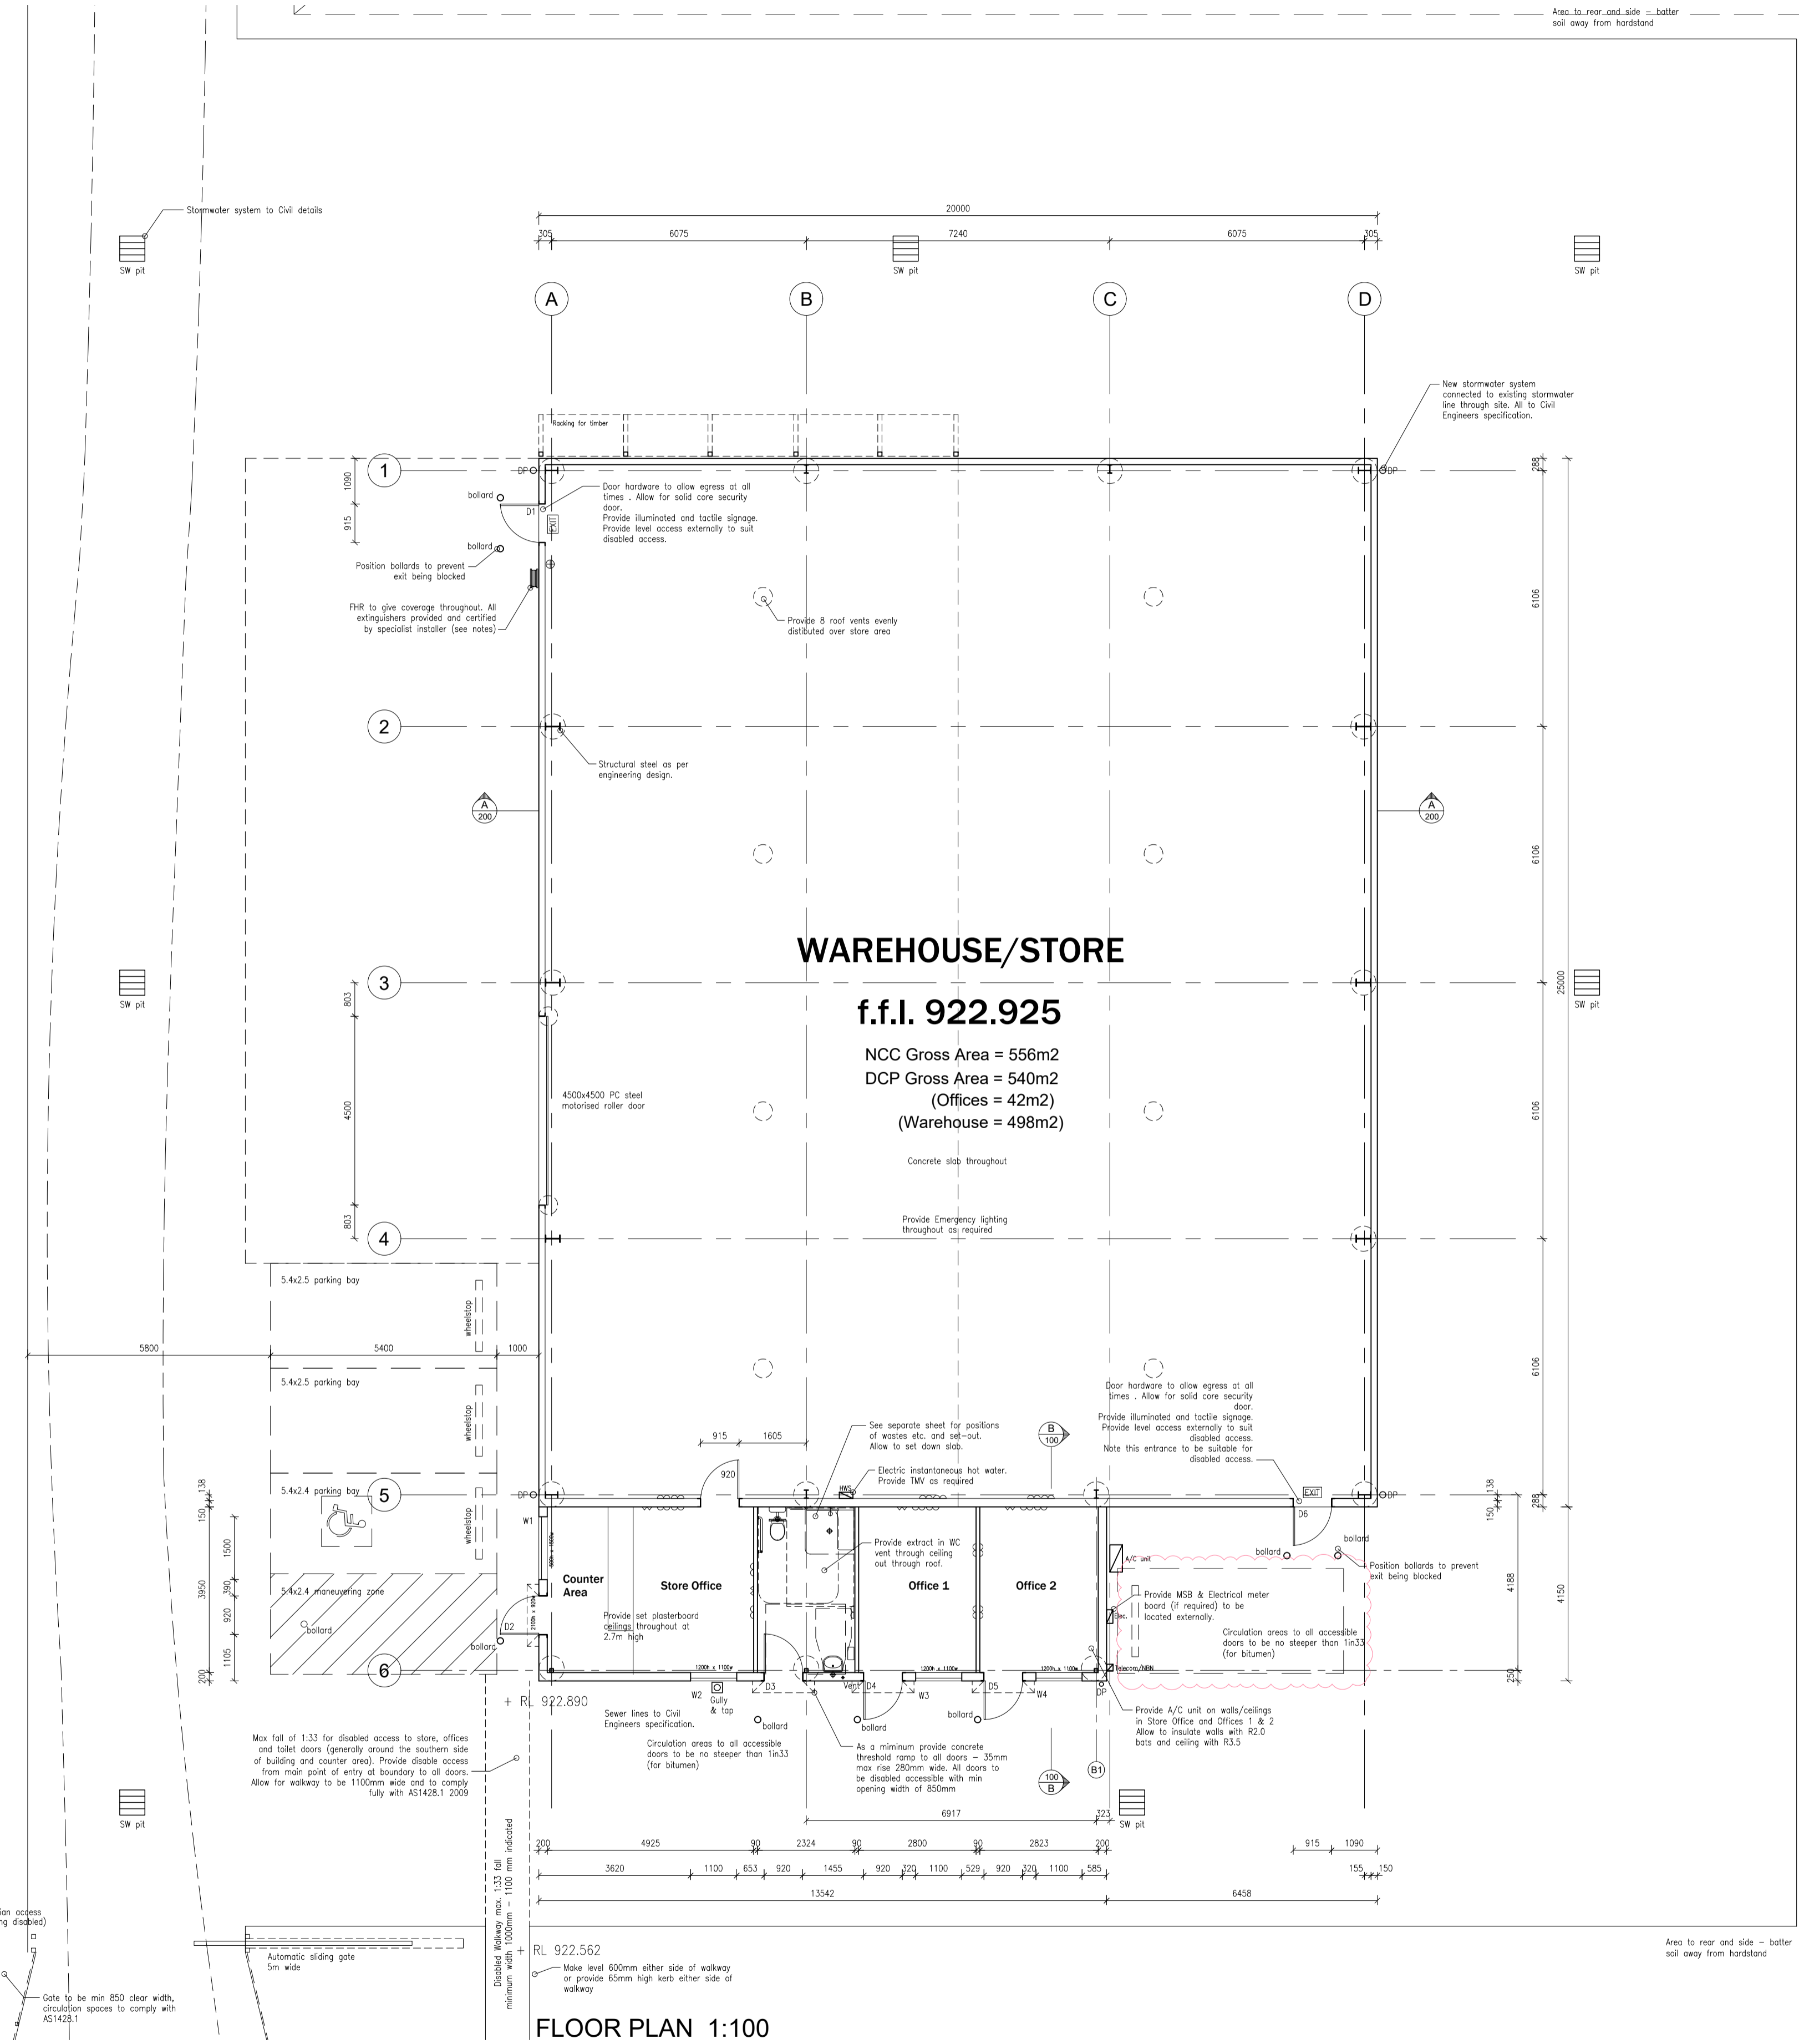 Area to rear and side – batter
soil away from hardstand
Stormwater system to Civil details
20000
305
6075
7240
6075
305
SW pit
SW pit
SW pit
A
B
C
D
New stormwater system
connected to existing stormwater
line through site. All to Civil
Engineers specification.
Racking for timber
1
DP
DP
288
1090
bollard
D1
EXIT
Door hardware to allow egress at all
times . Allow for solid core security
door.
Provide illuminated and tactile signage.
Provide level access externally to suit
disabled access.
915
bollard
Position bollards to prevent
exit being blocked
FHR to give coverage throughout. All
extinguishers provided and certified
by specialist installer (see notes)
Provide 8 roof vents evenly
distibuted over store area
6106
2
Structural steel as per
engineering design.
A
200
A
200
6106
WAREHOUSE/STORE
3
SW pit
SW pit
803
25000
f.f.l. 922.925
NCC Gross Area = 556m2
DCP Gross Area = 540m2
(Offices = 42m2)
(Warehouse = 498m2)
4500x4500 PC steel
motorised roller door
4500
6106
Concrete slab throughout
Provide Emergency lighting
throughout as required
803
4
5.4x2.5 parking bay
wheelstop
5800
5400
1000
6106
5.4x2.5 parking bay
wheelstop
Door hardware to allow egress at all
times . Allow for solid core security
door.
Provide illuminated and tactile signage.
Provide level access externally to suit
disabled access.
Note this entrance to be suitable for
disabled access.
See separate sheet for positions
of wastes etc. and set-out.
Allow to set down slab.
B
100
915
1605
920
Electric instantaneous hot water.
Provide TMV as required
HWS
5.4x2.4 parking bay
wheelstop
5
DP
EXIT
DP
138
150
138
150
288
W1
D6
bollard
bollard
Position bollards to prevent
exit being blocked
1500
3950
390
920
1105
200
4188
4150
250
Provide extract in WC
vent through ceiling
out through roof.
A/C unit
Counter
Area
Store Office
Office 1
Office 2
5.4x2.4 maneuvering zone
bollard
D2
bollard
2100h x 920w
Provide set plasterboard
ceilings throughout at
2.7m high
Provide MSB & Electrical meter
board (if required) to be
located externally.
Elec.
Circulation areas to all accessible
doors to be no steeper than 1in33
(for bitumen)
Telecom/NBN
6
1200h x 1100w
1200h x 1100w
1200h x 1100w
W2
Gully
& tap
D3
Vent
D4
W3
D5
W4
DP
+ RL 922.890
Sewer lines to Civil
Engineers specification.
bollard
bollard
bollard
Provide A/C unit on walls/ceilings
in Store Office and Offices 1 & 2
Allow to insulate walls with R2.0
bats and ceiling with R3.5
Max fall of 1:33 for disabled access to store, offices
and toilet doors (generally around the southern side
of building and counter area). Provide disable access
from main point of entry at boundary to all doors.
Allow for walkway to be 1100mm wide and to comply
fully with AS1428.1 2009
Circulation areas to all accessible
doors to be no steeper than 1in33
(for bitumen)
As a miminum provide concrete
threshold ramp to all doors – 35mm
max rise 280mm wide. All doors to
be disabled accessible with min
opening width of 850mm
B1
100
B
SW pit
SW pit
6917
323
200
4925
90
2324
90
2800
90
2823
200
915
1090
3620
1100
653
920
1455
920
320
1100
529
920
320
1100
585
155
150
13542
6458
Disabled Walkway max. 1:33 fall
minimum width 1000mm – 1100 mm indicated
access
disabled)
Automatic sliding gate
5m wide
+ RL 922.562
Make level 600mm either side of walkway
or provide 65mm high kerb either side of
walkway
Gate to be min 850 clear width,
circulation spaces to comply with
AS1428.1
Area to rear and side – batter
soil away from hardstand
FLOOR PLAN 1:100